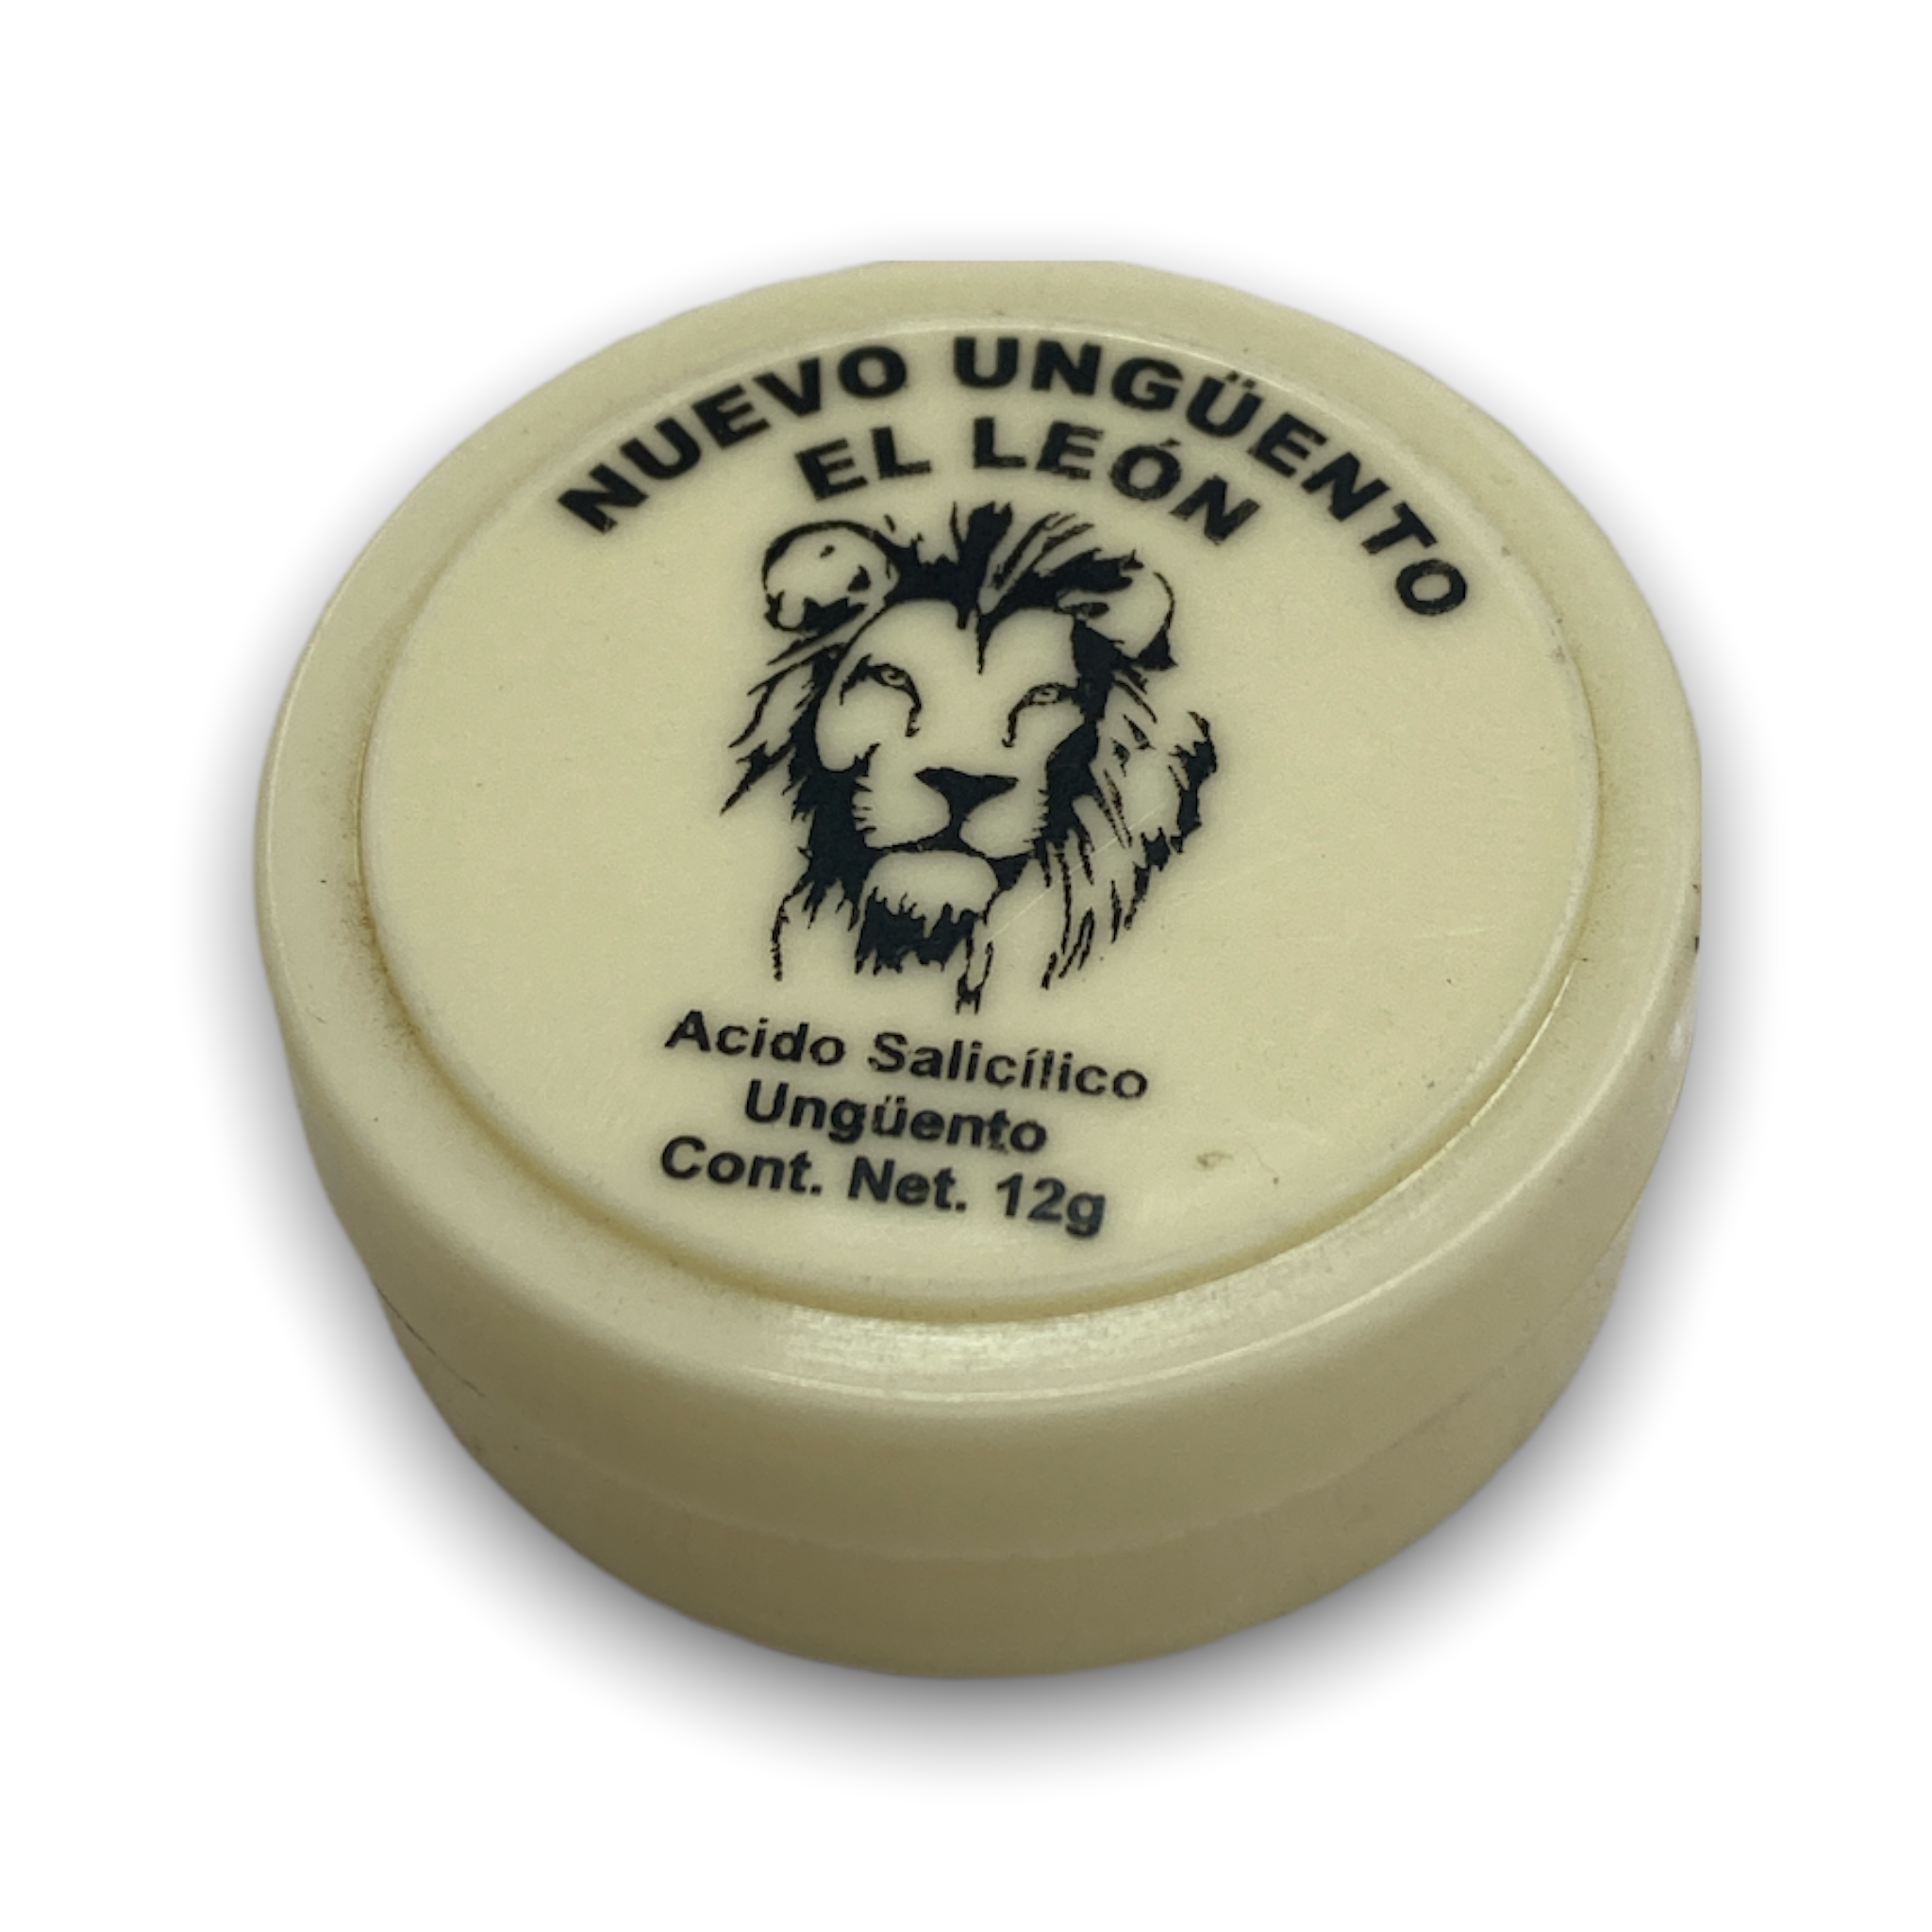 NUEVO UNGÜENTO
EL LEÓN
Acido Salicílico
Ungüento
Cont. Net. 12g